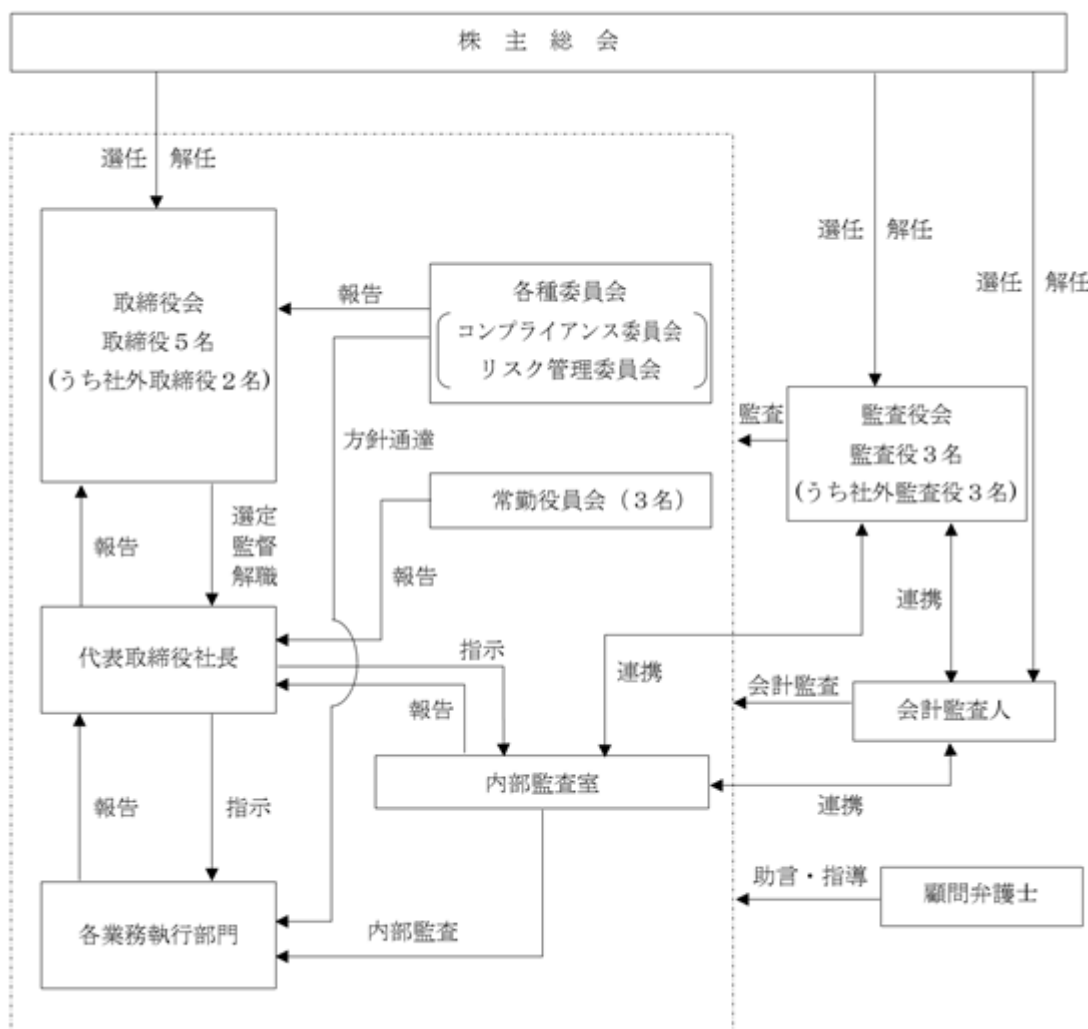 株 主 総 会
選任 解任
取締役会
取締役５名
(うち社外取締役２名)
報告
各種委員会
コンプライアンス委員会
リスク管理委員会
選任 解任
選任 解任
方針通達
監査
監査役会
監査役３名
(うち社外監査役３名)
常勤役員会（３名）
報告
選定
監督
解職
報告
連携
代表取締役社長
指示
報告
連携
会計監査
会計監査人
内部監査室
報告
指示
連携
助言・指導
顧問弁護士
各業務執行部門
内部監査